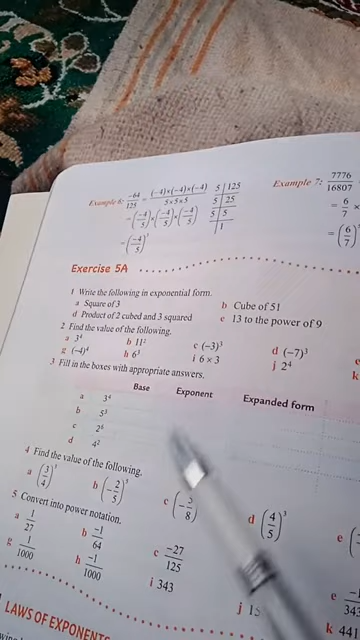 Example 6: -64/125 = (-4)×(-4)×(-4)/5×5×5
= (-4/5)×(-4/5)×(-4/5)
= (-4/5)³
5 | 125
5 | 25
5 | 5
1
Example 7: 7776/16807
= 6/7 ×
= (6/7)
Exercise 5A
1 Write the following in exponential form.
a Square of 3 b Cube of 51
d Product of 2 cubed and 3 squared e 13 to the power of 9
2 Find the value of the following.
a 3⁴ b 11² c (-3)³ d (-7)³ e
g (-4)⁴ h 6³ i 6 × 3 j 2⁴ k
3 Fill in the boxes with appropriate answers.
Base Exponent Expanded form
a 3⁴
b 5³
c 2⁶
d 4²
4 Find the value of the following.
a (3/4) b (-2/5) c d (4/5)³ e
5 Convert into power notation.
a 1/27 b -1/64 c -27/125 e
g 1/1000 h -1/1000 i 343 j k 441
LAWS OF EXPONENTS